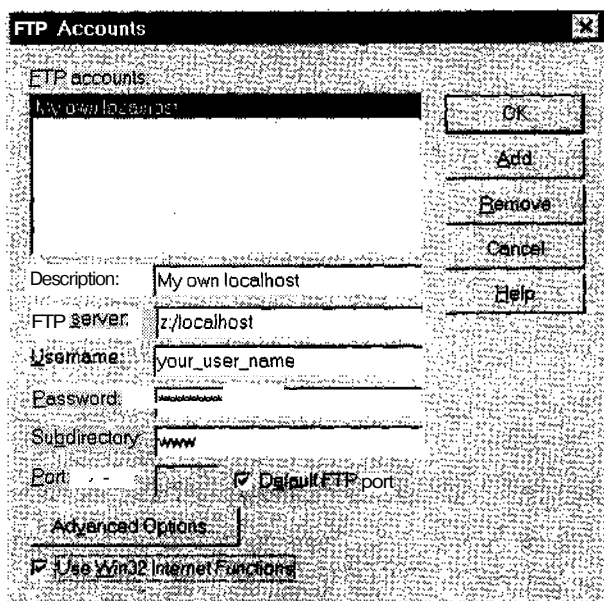 FTP Accounts
FTP accounts:
My own localhost
OK
Add
Remove
Cancel
Help
Description: My own localhost
FTP server: z:/localhost
Username: your_user_name
Password: **********
Subdirectory: www
Port: Default FTP port
Advanced Options
Use Win32 Internet Functions